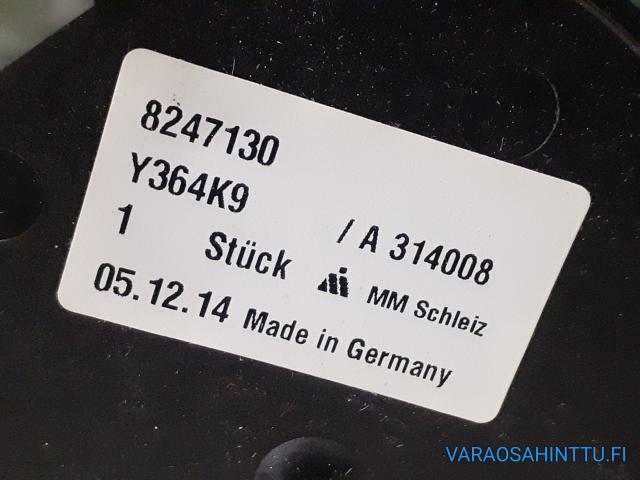 8247130
Y364K9
/ A 314008
1 Stück MM Schleiz
05.12.14 Made in Germany
VARAOSAHINTTU.FI